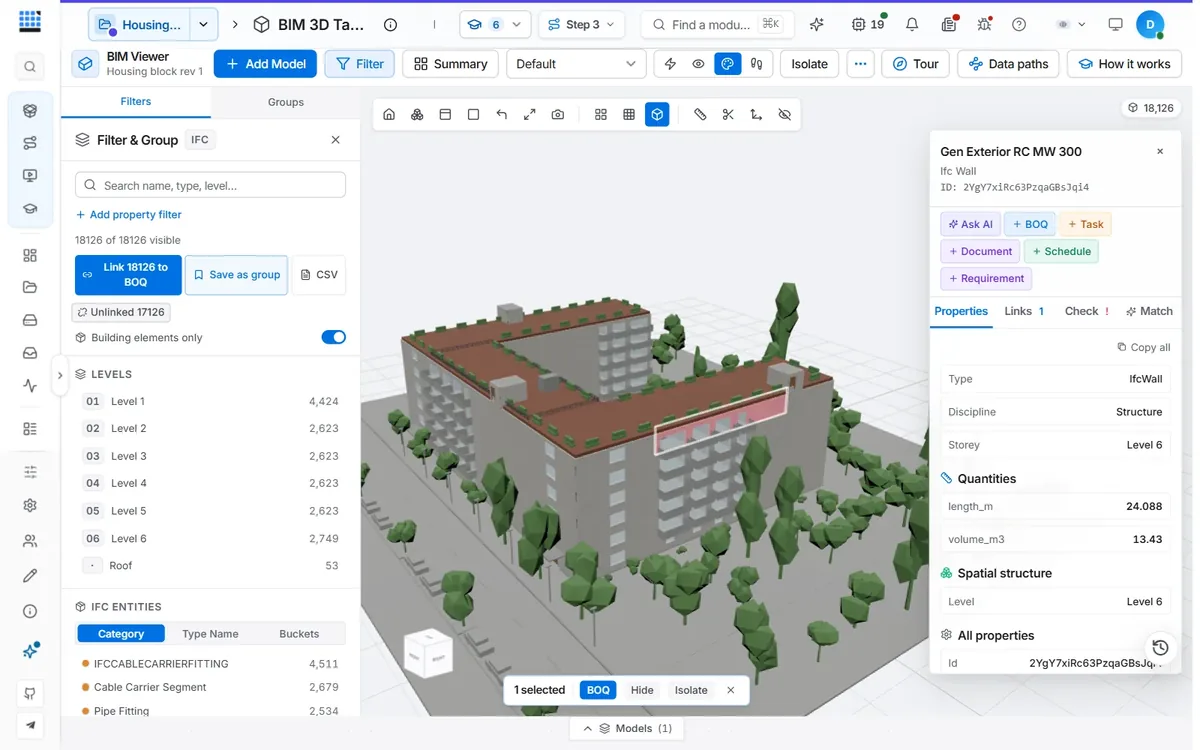 Housing...
BIM 3D Ta...
6
Step 3
Find a modu...
⌘K
19
D
BIM Viewer
Housing block rev 1
+ Add Model
Filter
Summary
Default
Isolate
Tour
Data paths
How it works
Filters
Groups
18,126
Filter & Group
IFC
Search name, type, level...
+ Add property filter
18126 of 18126 visible
Link 18126 to
BOQ
Save as group
CSV
Unlinked 17126
Building elements only
LEVELS
01 Level 1 4,424
02 Level 2 2,623
03 Level 3 2,623
04 Level 4 2,623
05 Level 5 2,623
06 Level 6 2,749
· Roof 53
IFC ENTITIES
Category
Type Name
Buckets
IFCCABLECARRIERFITTING 4,511
Cable Carrier Segment 2,679
Pipe Fitting 2,534
1 selected
BOQ
Hide
Isolate
Models (1)
Gen Exterior RC MW 300
Ifc Wall
ID: 2YgY7xiRc63PzqaGBsJqi4
Ask AI
+ BOQ
+ Task
+ Document
+ Schedule
+ Requirement
Properties
Links 1
Check !
Match
Copy all
Type IfcWall
Discipline Structure
Storey Level 6
Quantities
length_m 24.088
volume_m3 13.43
Spatial structure
Level Level 6
All properties
Id 2YgY7xiRc63PzqaGBsJqi